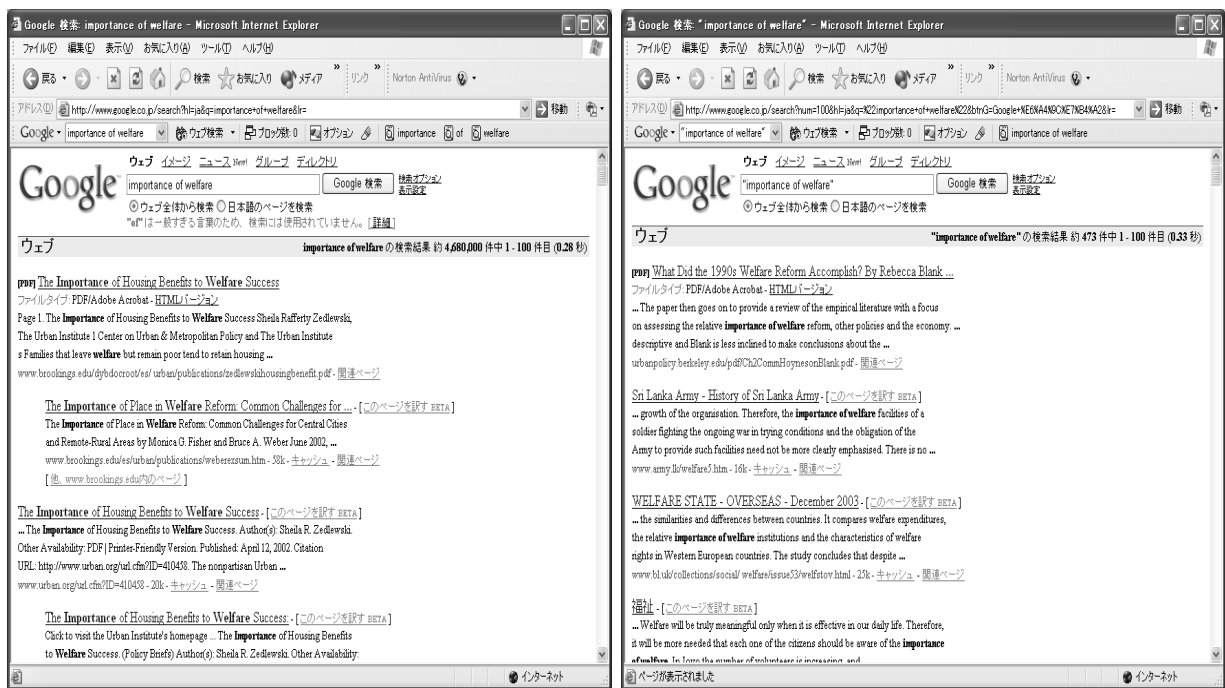 Google 検索: importance of welfare - Microsoft Internet Explorer
ファイル(F) 編集(E) 表示(V) お気に入り(A) ツール(T) ヘルプ(H)
戻る 検索 お気に入り メディア » リンク » Norton AntiVirus
アドレス(D) http://www.google.co.jp/search?hl=ja&q=importance+of+welfare&lr= 移動
Google importance of welfare ウェブ検索 ブロック数: 0 オプション importance of welfare
ウェブ イメージ ニュース New! グループ ディレクトリ
Google importance of welfare Google 検索 検索オプション
表示設定
ウェブ全体から検索 日本語のページを検索
"of"は一般すぎる言葉のため、検索には使用されていません。[詳細]
ウェブ importance of welfare の検索結果 約 4,680,000 件中 1 - 100 件目 (0.28 秒)
[PDF] The Importance of Housing Benefits to Welfare Success
ファイルタイプ: PDF/Adobe Acrobat - HTMLバージョン
Page 1. The Importance of Housing Benefits to Welfare Success Sheila Rafferty Zedlewski,
The Urban Institute 1 Center on Urban & Metropolitan Policy and The Urban Institute
s Families that leave welfare but remain poor tend to retain housing ...
www.brookings.edu/dybdocroot/es/ urban/publications/zedlewskihousingbenefit.pdf - 関連ページ
The Importance of Place in Welfare Reform: Common Challenges for ... - [このページを訳す BETA]
The Importance of Place in Welfare Reform: Common Challenges for Central Cities
and Remote-Rural Areas by Monica G. Fisher and Bruce A. Weber June 2002, ...
www.brookings.edu/es/urban/publications/weberexsum.htm - 58k - キャッシュ - 関連ページ
[他、www.brookings.edu内のページ]
The Importance of Housing Benefits to Welfare Success - [このページを訳す BETA]
... The Importance of Housing Benefits to Welfare Success. Author(s): Sheila R. Zedlewski.
Other Availability: PDF | Printer-Friendly Version. Published: April 12, 2002. Citation
URL: http://www.urban.org/url.cfm?ID=410458. The nonpartisan Urban ...
www.urban.org/url.cfm?ID=410458 - 20k - キャッシュ - 関連ページ
The Importance of Housing Benefits to Welfare Success: - [このページを訳す BETA]
Click to visit the Urban Institute's homepage ... The Importance of Housing Benefits
to Welfare Success. (Policy Briefs) Author(s): Sheila R. Zedlewski. Other Availability:
インターネット
Google 検索: "importance of welfare" - Microsoft Internet Explorer
ファイル(F) 編集(E) 表示(V) お気に入り(A) ツール(T) ヘルプ(H)
戻る 検索 お気に入り メディア » リンク » Norton AntiVirus
アドレス(D) http://www.google.co.jp/search?num=100&hl=ja&q=%22importance+of+welfare%22&btnG=Google+%E6%A4%9C%E7%B4%A2&lr= 移動
Google "importance of welfare" ウェブ検索 ブロック数: 0 オプション importance of welfare
ウェブ イメージ ニュース New! グループ ディレクトリ
Google "importance of welfare" Google 検索 検索オプション
表示設定
ウェブ全体から検索 日本語のページを検索
ウェブ "importance of welfare" の検索結果 約 473 件中 1 - 100 件目 (0.33 秒)
[PDF] What Did the 1990s Welfare Reform Accomplish? By Rebecca Blank ...
ファイルタイプ: PDF/Adobe Acrobat - HTMLバージョン
... The paper then goes on to provide a review of the empirical literature with a focus
on assessing the relative importance of welfare reform, other policies and the economy. ...
descriptive and Blank is less inclined to make conclusions about the ...
urbanpolicy.berkeley.edu/pdf/Ch2CommHoynesonBlank.pdf - 関連ページ
Sri Lanka Army - History of Sri Lanka Army - [このページを訳す BETA]
... growth of the organisation. Therefore, the importance of welfare facilities of a
soldier fighting the ongoing war in trying conditions and the obligation of the
Army to provide such facilities need not be more clearly emphasised. There is no ...
www.army.lk/welfare5.htm - 16k - キャッシュ - 関連ページ
WELFARE STATE - OVERSEAS - December 2003 - [このページを訳す BETA]
... the similarities and differences between countries. It compares welfare expenditures,
the relative importance of welfare institutions and the characteristics of welfare
rights in Western European countries. The study concludes that despite ...
www.bl.uk/collections/social/ welfare/issue53/welfstov.html - 25k - キャッシュ - 関連ページ
福祉 - [このページを訳す BETA]
... Welfare will be truly meaningful only when it is effective in our daily life. Therefore,
it will be more needed that each one of the citizens should be aware of the importance
of welfare. In Joyo the number of volunteers is increasing, and
ページが表示されました インターネット